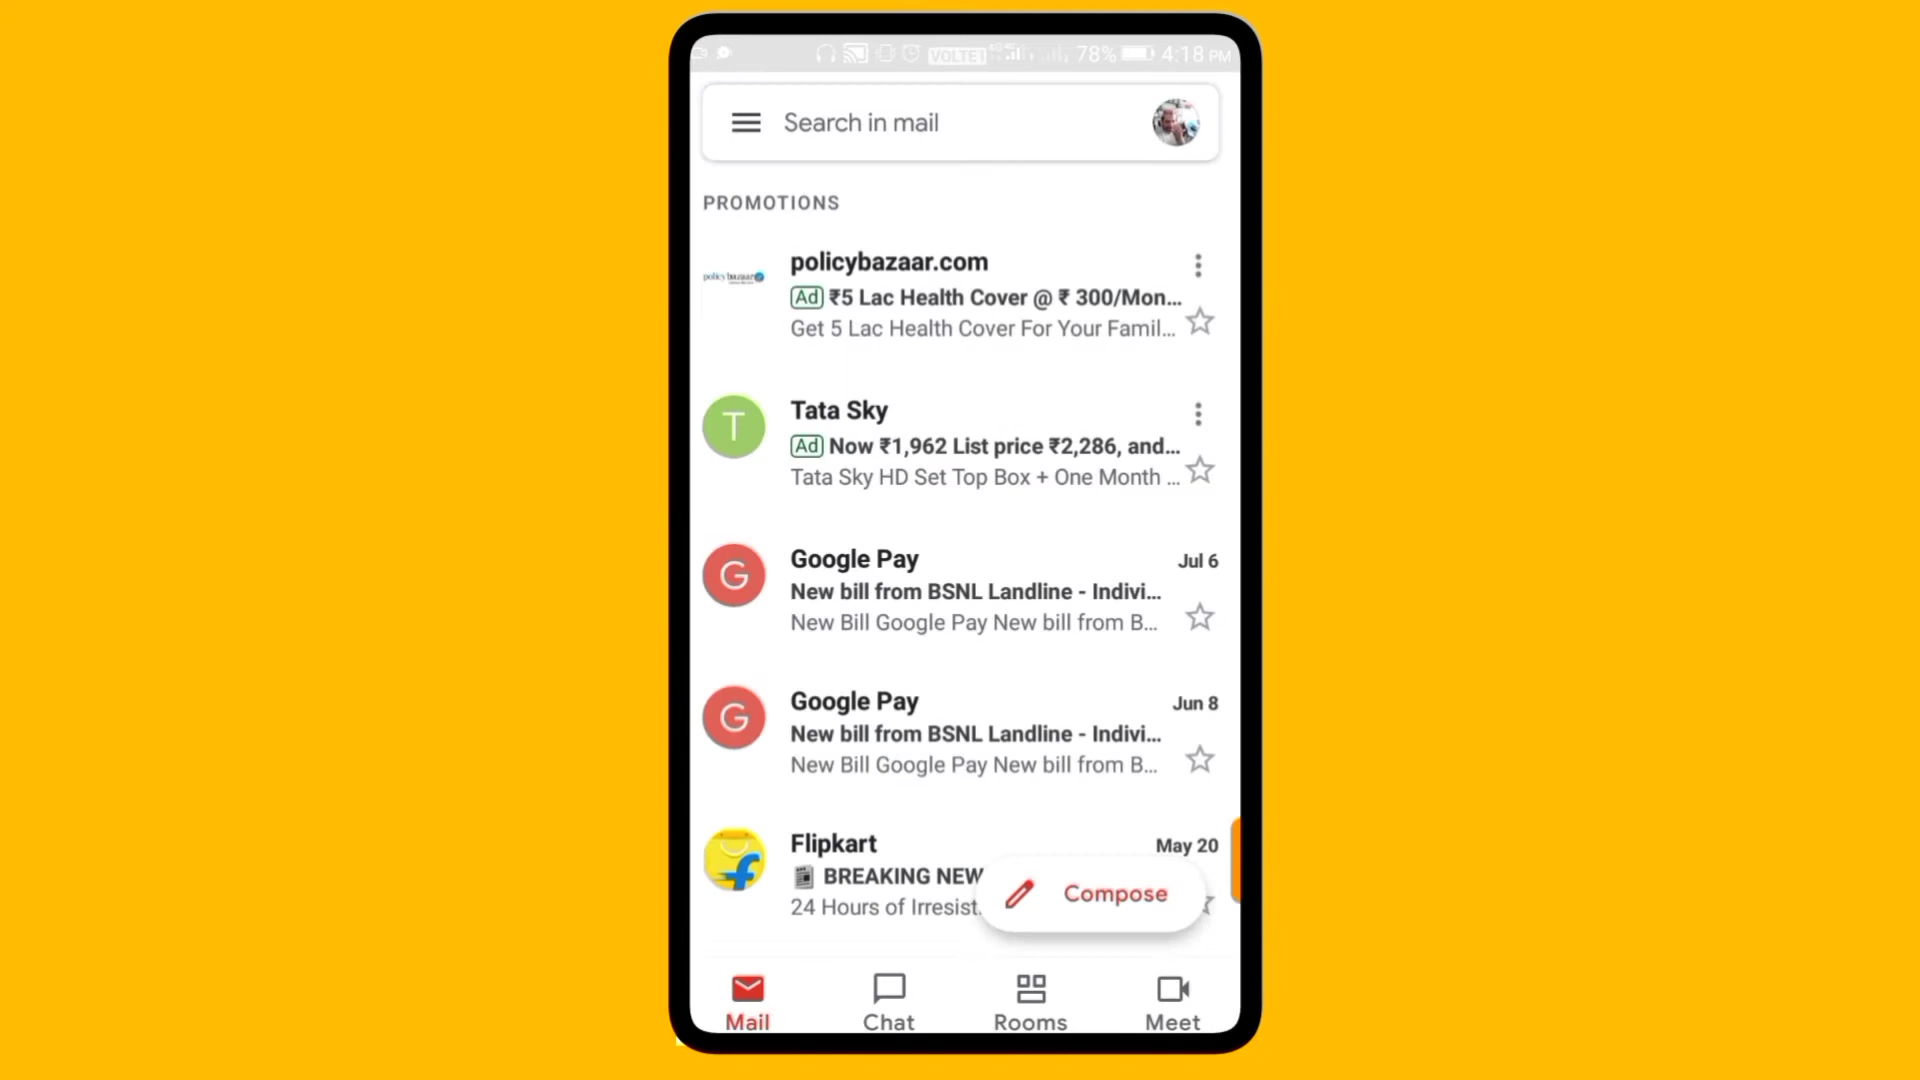 VOLTE1 78% 4:18 PM
Search in mail
PROMOTIONS
policybazaar
policybazaar.com
Ad ₹5 Lac Health Cover @ ₹ 300/Mon...
Get 5 Lac Health Cover For Your Famil...
T
Tata Sky
Ad Now ₹1,962 List price ₹2,286, and...
Tata Sky HD Set Top Box + One Month ...
G
Google Pay Jul 6
New bill from BSNL Landline - Indivi...
New Bill Google Pay New bill from B...
G
Google Pay Jun 8
New bill from BSNL Landline - Indivi...
New Bill Google Pay New bill from B...
Flipkart May 20
BREAKING NEW
24 Hours of Irresist.
Compose
Mail Chat Rooms Meet